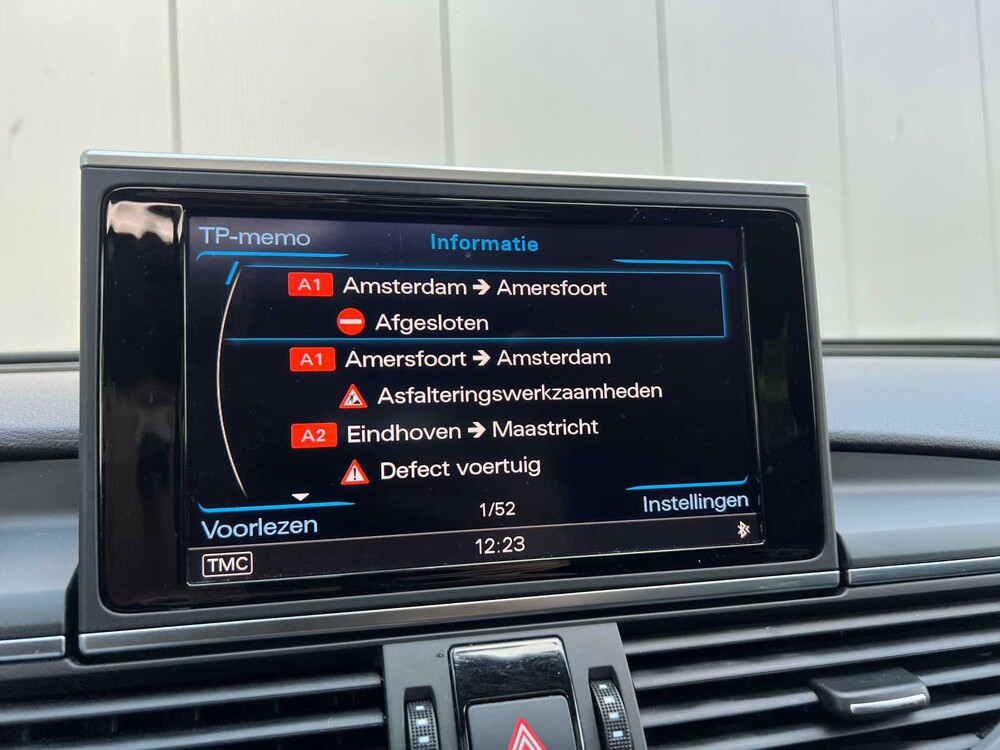 TP-memo
Informatie
A1 Amsterdam → Amersfoort
Afgesloten
A1 Amersfoort → Amsterdam
Asfalteringswerkzaamheden
A2 Eindhoven → Maastricht
Defect voertuig
Voorlezen
1/52
Instellingen
TMC
12:23